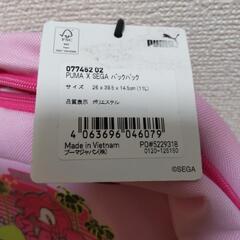 FSC
PUMA
077462 02
PUMA X SEGA バックパック
サイズ 26 x 39.5 x 14.5cm (11L)
品質表示 ポリエステル
4 063696 046079
Made in Vietnam PO#5229318
プーマジャパン(株) 0120-125150
©SEGA